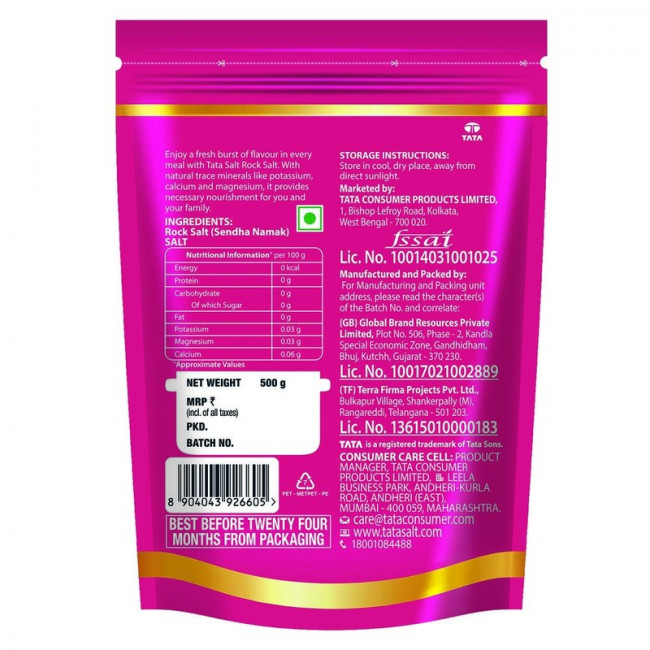 TATA
Enjoy a fresh burst of flavour in every
meal with Tata Salt Rock Salt. With
natural trace minerals like potassium,
calcium and magnesium, it provides
necessary nourishment for you and
your family.
INGREDIENTS:
Rock Salt (Sendha Namak)
SALT
Nutritional Information* per 100 g
Energy 0 kcal
Protein 0 g
Carbohydrate 0 g
Of which Sugar 0 g
Fat 0 g
Potassium 0.03 g
Magnesium 0.03 g
Calcium 0.06 g
*Approximate Values
NET WEIGHT 500 g
MRP ₹
(incl. of all taxes)
PKD.
BATCH NO.
8 904043 926605
7
PET - METPET - PE
BEST BEFORE TWENTY FOUR
MONTHS FROM PACKAGING
STORAGE INSTRUCTIONS:
Store in cool, dry place, away from
direct sunlight.
Marketed by:
TATA CONSUMER PRODUCTS LIMITED,
1, Bishop Lefroy Road, Kolkata,
West Bengal - 700 020.
fssai
Lic. No. 10014031001025
Manufactured and Packed by:
For Manufacturing and Packing unit
address, please read the character(s)
of the Batch No. and correlate:
(GB) Global Brand Resources Private
Limited, Plot No. 506, Phase - 2, Kandla
Special Economic Zone, Gandhidham,
Bhuj, Kutchh, Gujarat - 370 230.
Lic. No. 10017021002889
(TF) Terra Firma Projects Pvt. Ltd.,
Bulkapur Village, Shankerpally (M),
Rangareddi, Telangana - 501 203.
Lic. No. 13615010000183
TATA is a registered trademark of Tata Sons.
CONSUMER CARE CELL: PRODUCT
MANAGER, TATA CONSUMER
PRODUCTS LIMITED, LEELA
BUSINESS PARK, ANDHERI-KURLA
ROAD, ANDHERI (EAST),
MUMBAI - 400 059, MAHARASHTRA.
care@tataconsumer.com
www.tatasalt.com
18001084488